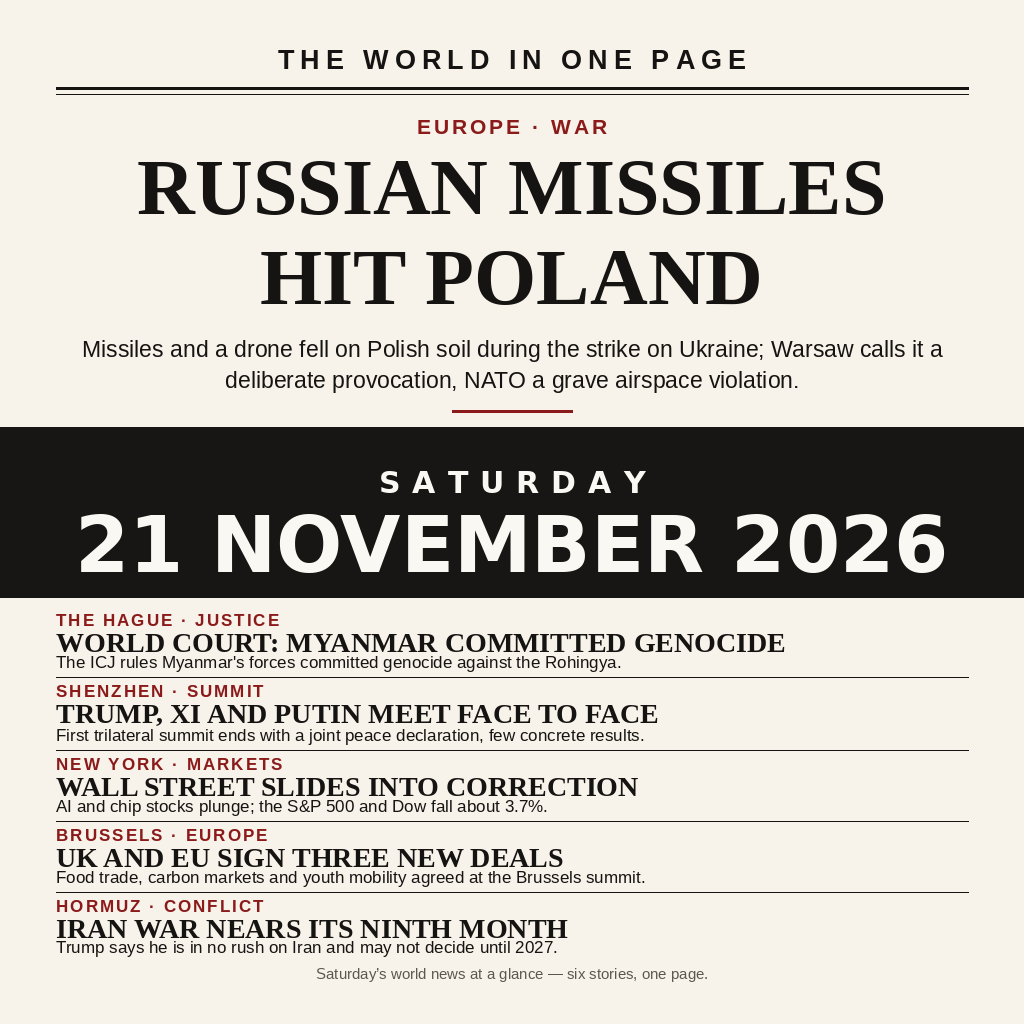 THE WORLD IN ONE PAGE
EUROPE · WAR
RUSSIAN MISSILES
HIT POLAND
Missiles and a drone fell on Polish soil during the strike on Ukraine; Warsaw calls it a
deliberate provocation, NATO a grave airspace violation.
SATURDAY
21 NOVEMBER 2026
THE HAGUE · JUSTICE
WORLD COURT: MYANMAR COMMITTED GENOCIDE
The ICJ rules Myanmar's forces committed genocide against the Rohingya.
SHENZHEN · SUMMIT
TRUMP, XI AND PUTIN MEET FACE TO FACE
First trilateral summit ends with a joint peace declaration, few concrete results.
NEW YORK · MARKETS
WALL STREET SLIDES INTO CORRECTION
AI and chip stocks plunge; the S&P 500 and Dow fall about 3.7%.
BRUSSELS · EUROPE
UK AND EU SIGN THREE NEW DEALS
Food trade, carbon markets and youth mobility agreed at the Brussels summit.
HORMUZ · CONFLICT
IRAN WAR NEARS ITS NINTH MONTH
Trump says he is in no rush on Iran and may not decide until 2027.
Saturday’s world news at a glance — six stories, one page.